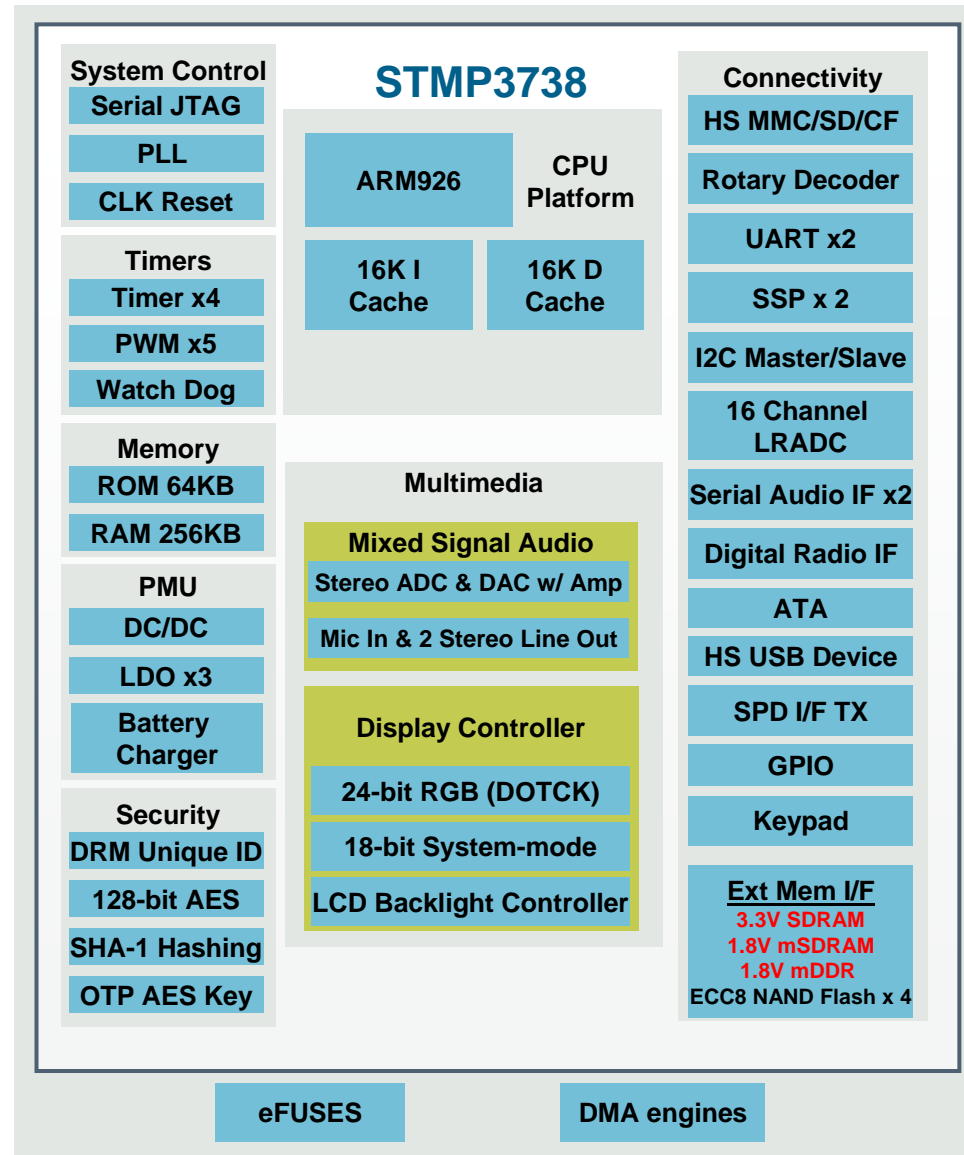 System Control
Serial JTAG
PLL
CLK Reset
Timers
Timer x4
PWM x5
Watch Dog
Memory
ROM 64KB
RAM 256KB
PMU
DC/DC
LDO x3
Battery
Charger
Security
DRM Unique ID
128-bit AES
SHA-1 Hashing
OTP AES Key
STMP3738
ARM926
CPU
Platform
16K I
Cache
16K D
Cache
Multimedia
Mixed Signal Audio
Stereo ADC & DAC w/ Amp
Mic In & 2 Stereo Line Out
Display Controller
24-bit RGB (DOTCK)
18-bit System-mode
LCD Backlight Controller
Connectivity
HS MMC/SD/CF
Rotary Decoder
UART x2
SSP x 2
I2C Master/Slave
16 Channel
LRADC
Serial Audio IF x2
Digital Radio IF
ATA
HS USB Device
SPD I/F TX
GPIO
Keypad
Ext Mem I/F
3.3V SDRAM
1.8V mSDRAM
1.8V mDDR
ECC8 NAND Flash x 4
eFUSES
DMA engines